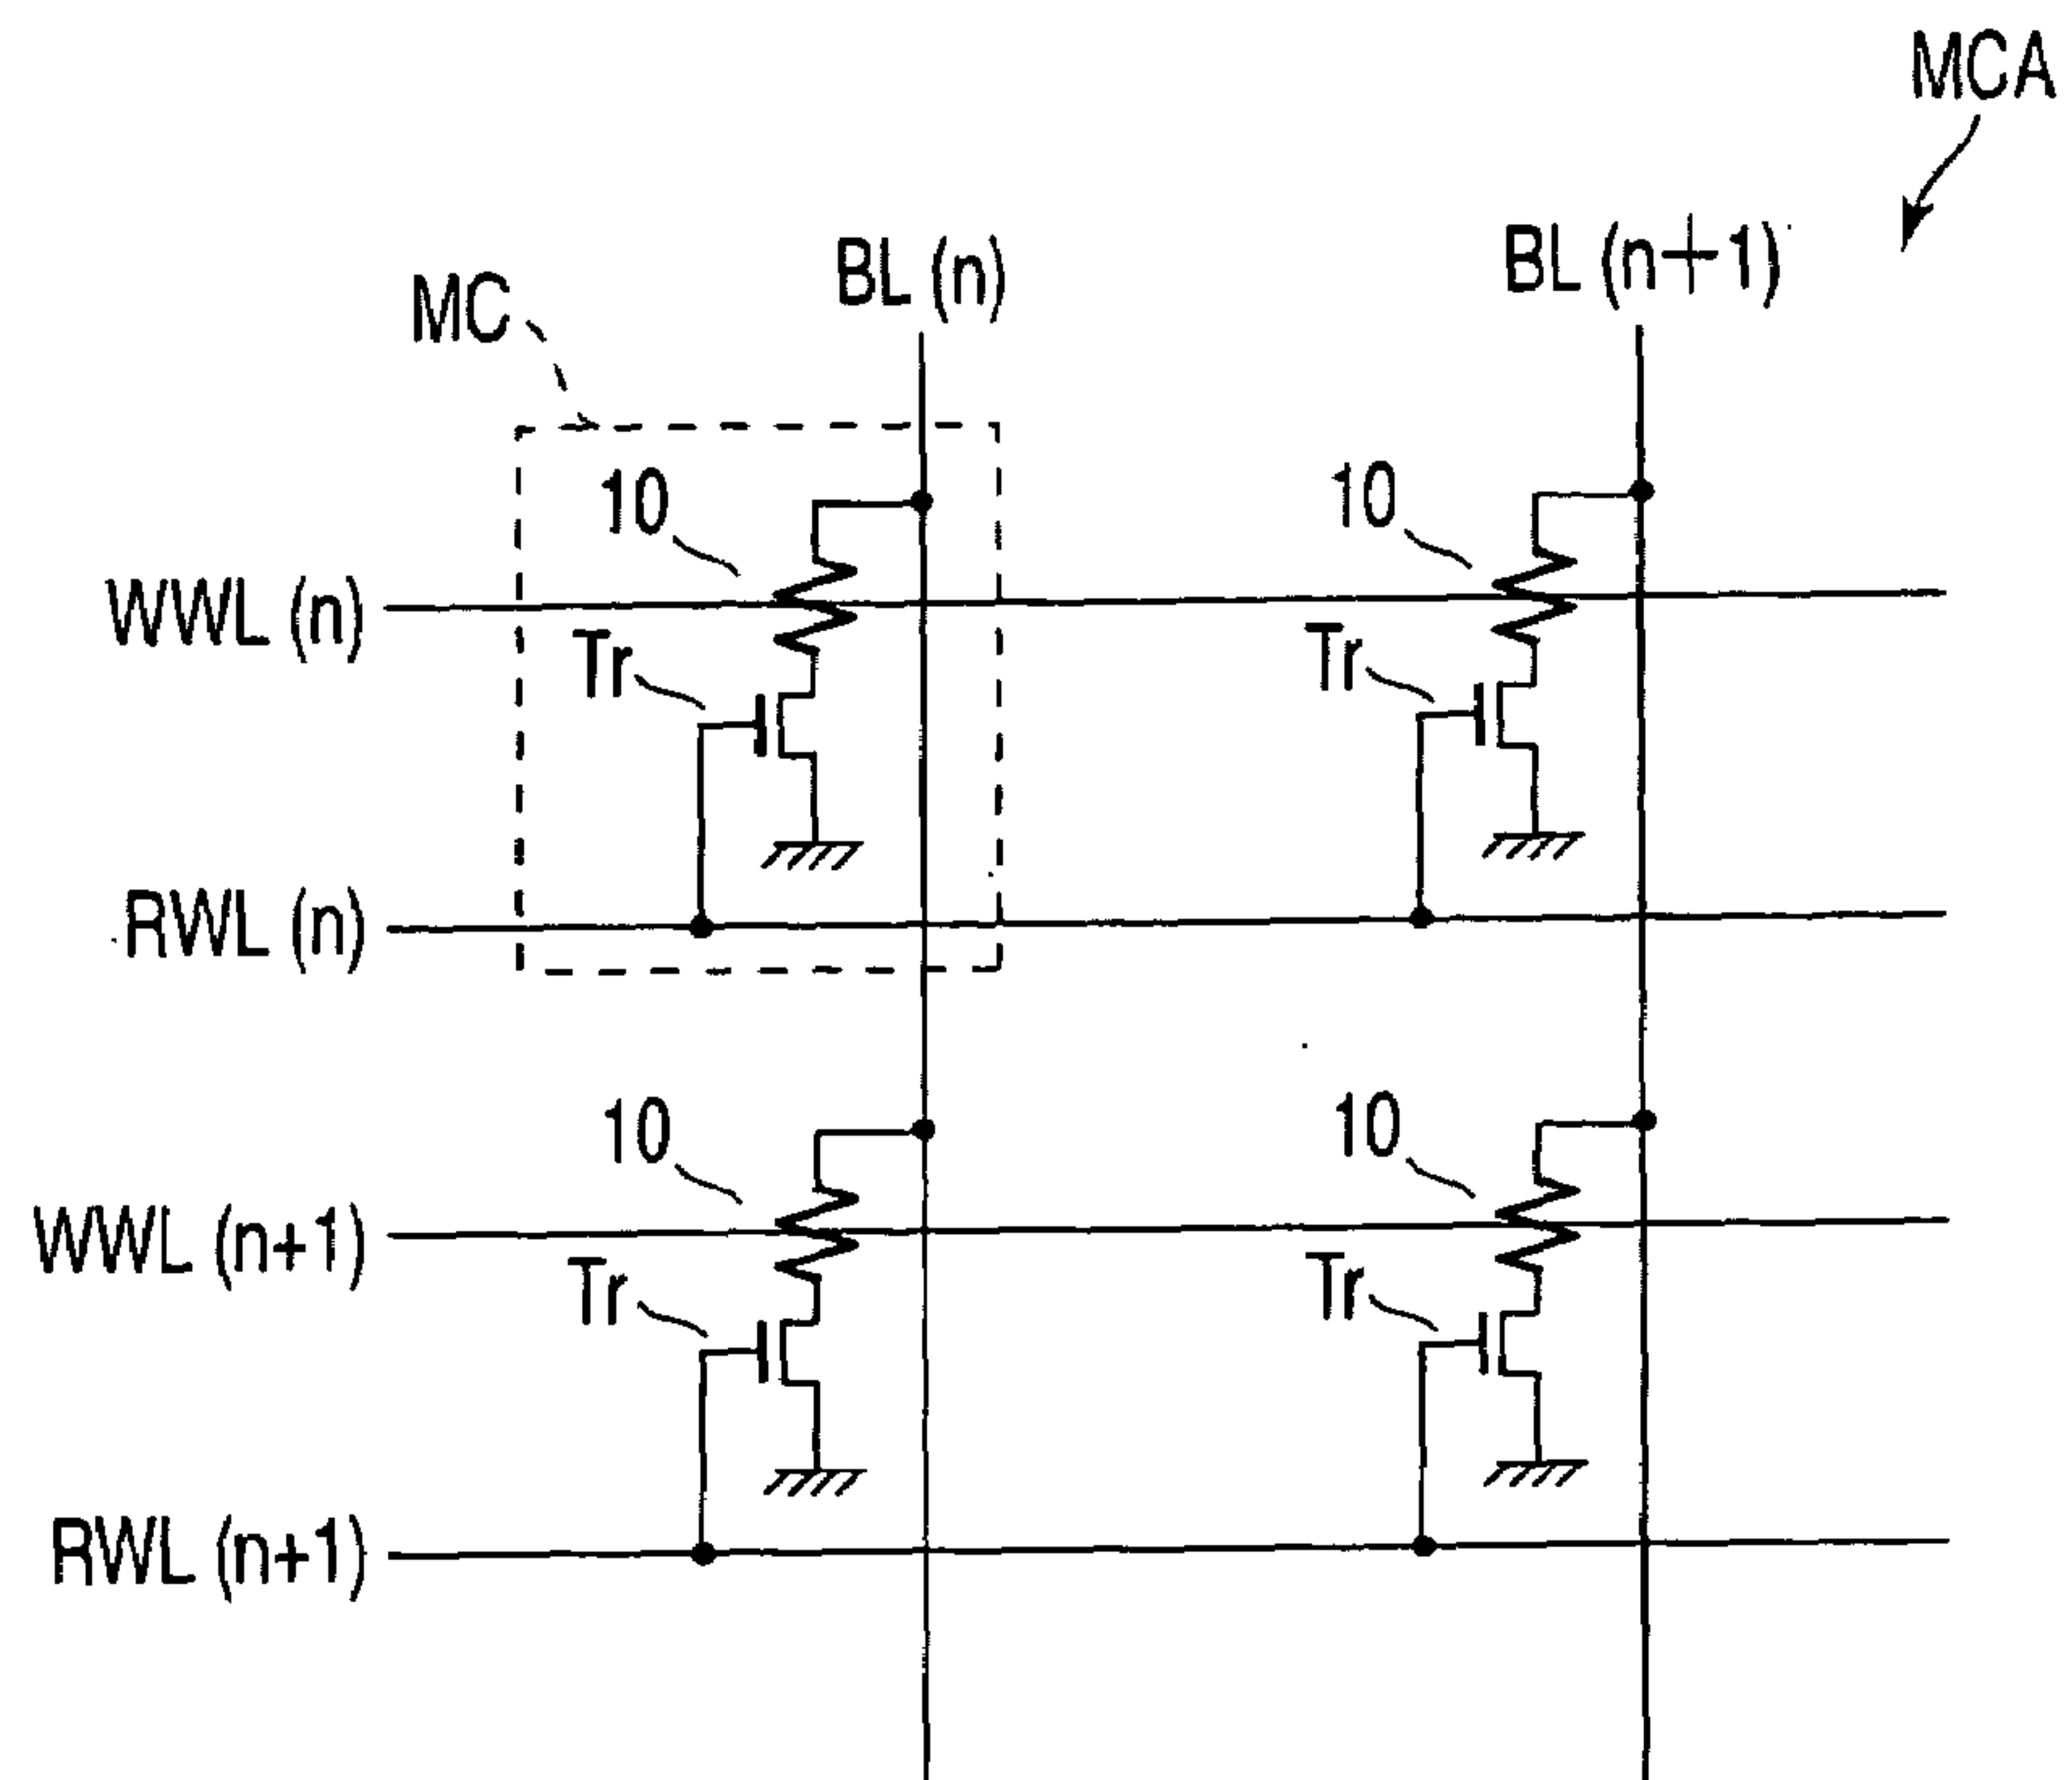 MCA
BL (n)
BL (n+1)
MC
10
10
WWL (n)
Tr
Tr
RWL (n)
10
10
WWL (n+1)
Tr
Tr
RWL (n+1)